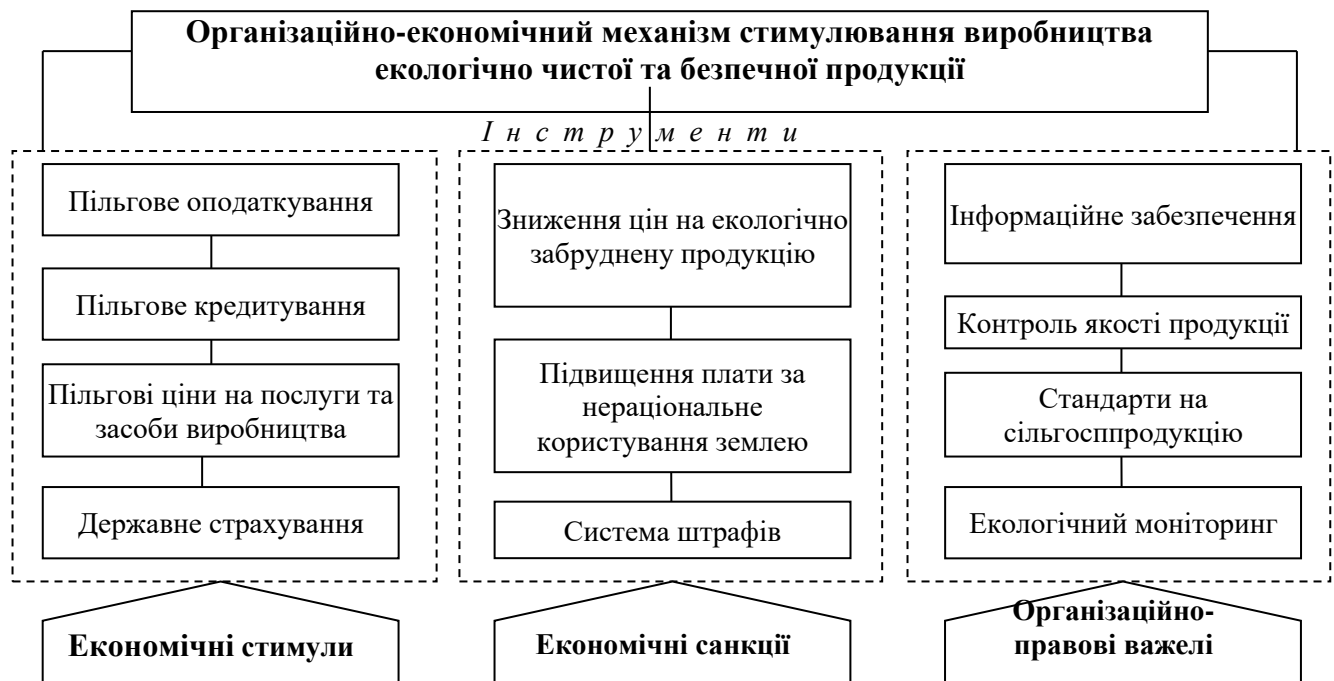 Організаційно-економічний механізм стимулювання виробництва
екологічно чистої та безпечної продукції
Інструменти
Пільгове оподаткування
Пільгове кредитування
Пільгові ціни на послуги та
засоби виробництва
Державне страхування
Економічні стимули
Зниження цін на екологічно
забруднену продукцію
Підвищення плати за
нераціональне
користування землею
Система штрафів
Економічні санкції
Інформаційне забезпечення
Контроль якості продукції
Стандарти на
сільгосппродукцію
Екологічний моніторинг
Організаційно-
правові важелі